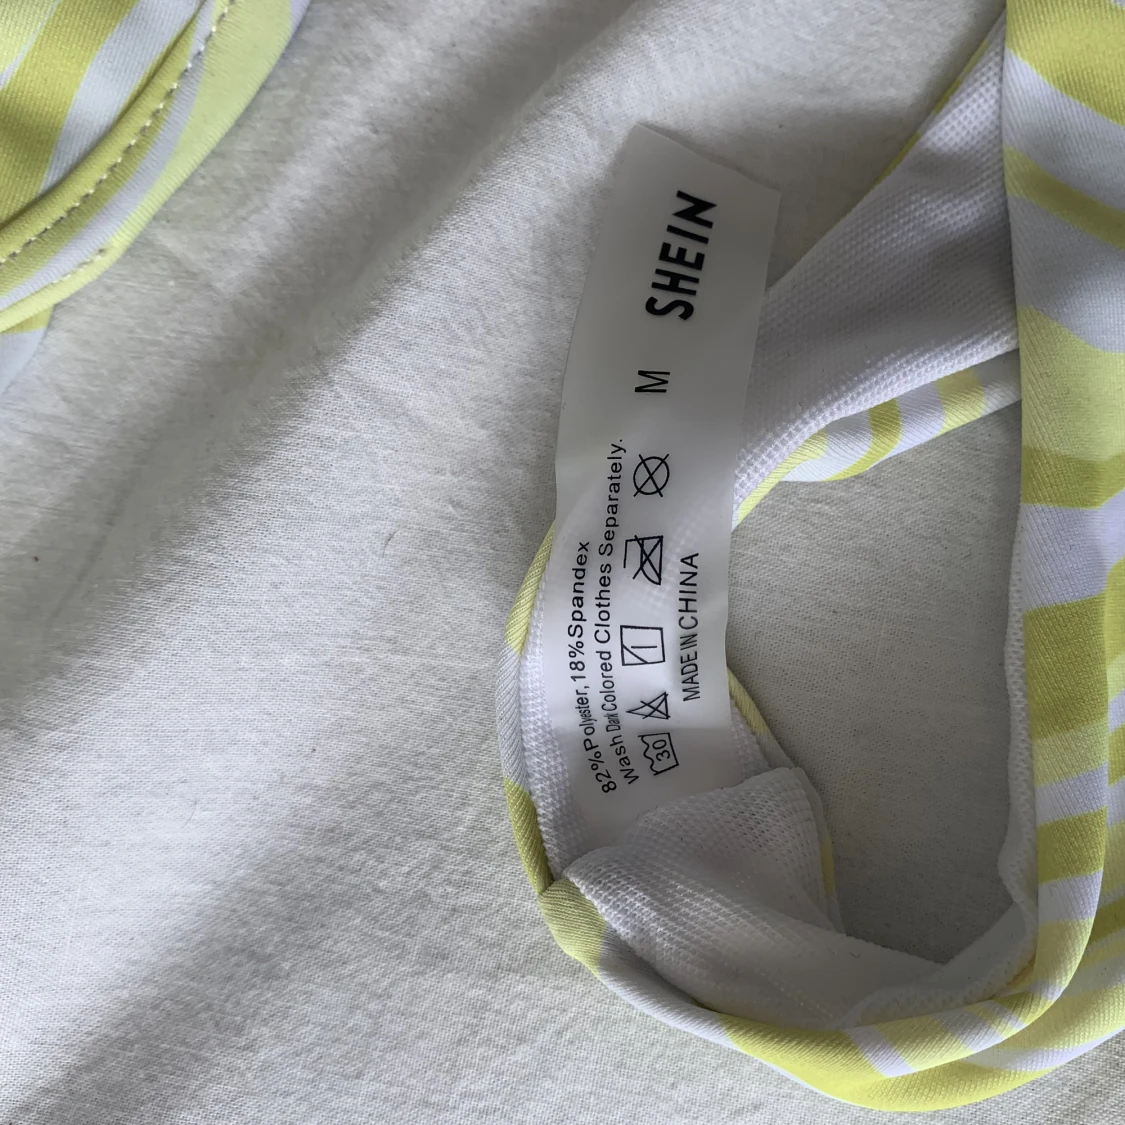 SHEIN
M
82%Polyester,18%Spandex
Wash Dark Colored Clothes Separately.
30
MADE IN CHINA